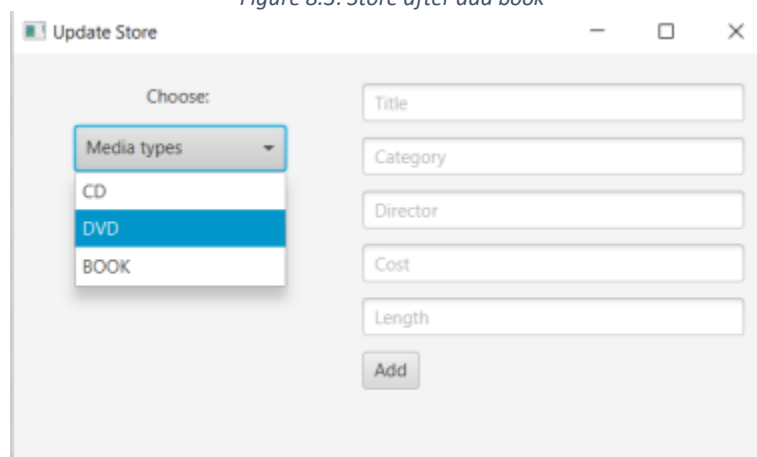 Figure 8.5: Store after add book
Update Store
Choose:
Media types
CD
DVD
BOOK
Title
Category
Director
Cost
Length
Add